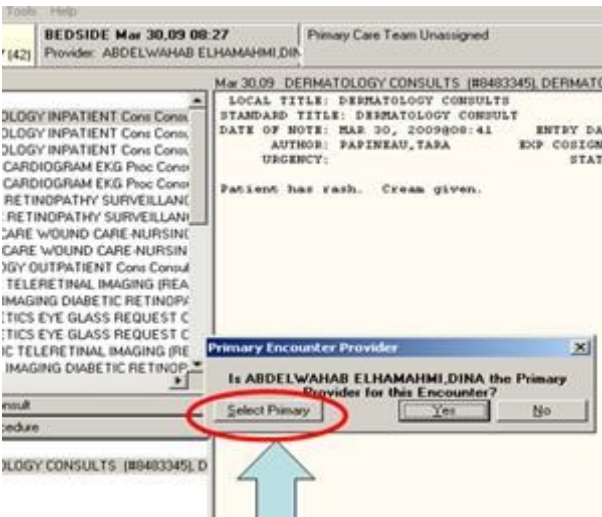 Tools Help
(42)
BEDSIDE Mar 30,09 08:27
Provider: ABDELWAHAB ELHAMAHMI,DIN
Primary Care Team Unassigned
Mar 30,09 DERMATOLOGY CONSULTS (#8483345), DERMATO
LOCAL TITLE: DERMATOLOGY CONSULTS
STANDARD TITLE: DERMATOLOGY CONSULT
DATE OF NOTE: MAR 30, 2009@08:41 ENTRY DA
AUTHOR: PAPINEAU,TARA EXP COSIGN
URGENCY: STAT
Patient has rash. Cream given.
OLOGY INPATIENT Cons Consu
OLOGY INPATIENT Cons Consu
OLOGY INPATIENT Cons Consu
CARDIOGRAM EKG Proc Consu
CARDIOGRAM EKG Proc Consu
RETINOPATHY SURVEILLANC
RETINOPATHY SURVEILLANC
CARE WOUND CARE-NURSING
CARE WOUND CARE-NURSIN
OGY OUTPATIENT Cons Consul
TELERETINAL IMAGING (REA
IMAGING DIABETIC RETINOPA
TICS EYE GLASS REQUEST C
TICS EYE GLASS REQUEST C
IC TELERETINAL IMAGING (RE
IMAGING DIABETIC RETINOP
nsult
cedure
OLOGY CONSULTS (#8483345), D
Primary Encounter Provider
Is ABDELWAHAB ELHAMAHMI,DINA the Primary
Provider for this Encounter?
Select Primary Yes No